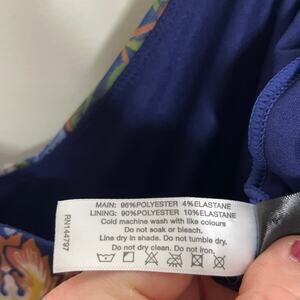 MAIN: 96%POLYESTER 4%ELASTANE
LINING: 90%POLYESTER 10%ELASTANE
Cold machine wash with like colours
Do not soak or bleach.
Line dry in shade. Do not tumble dry.
Do not iron. Do not dry clean.
RN144797